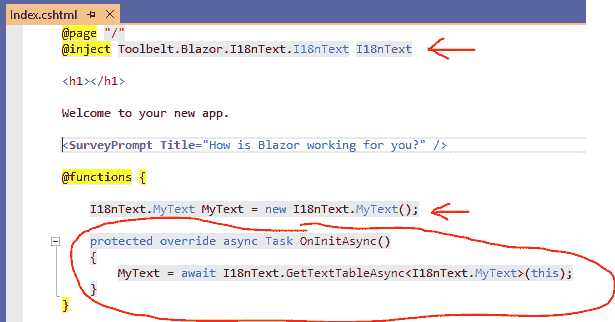 Index.cshtml
@page "/"
@inject Toolbelt.Blazor.I18nText.I18nText I18nText
<h1></h1>
Welcome to your new app.
<SurveyPrompt Title="How is Blazor working for you?" />
@functions {
I18nText.MyText MyText = new I18nText.MyText();
protected override async Task OnInitAsync()
{
MyText = await I18nText.GetTextTableAsync<I18nText.MyText>(this);
}
}